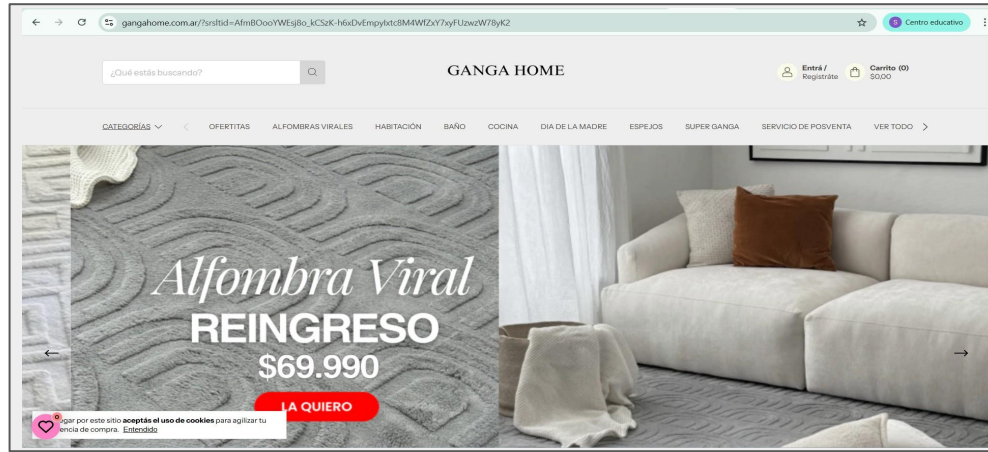 gangahome.com.ar/?srsltid=AfmBOooYWEsj8o_kCSzK-h6xDvEmpyIxtc8M4WfZxY7xyFUzwzW78yK2
S Centro educativo
¿Qué estás buscando?
GANGA HOME
Entrá / Carrito (0)
Registráte $0,00
CATEGORÍAS OFERTITAS ALFOMBRAS VIRALES HABITACIÓN BAÑO COCINA DIA DE LA MADRE ESPEJOS SUPER GANGA SERVICIO DE POSVENTA VER TODO
Alfombra Viral
REINGRESO
$69.990
LA QUIERO
0
egar por este sitio aceptás el uso de cookies para agilizar tu
encia de compra. Entendido